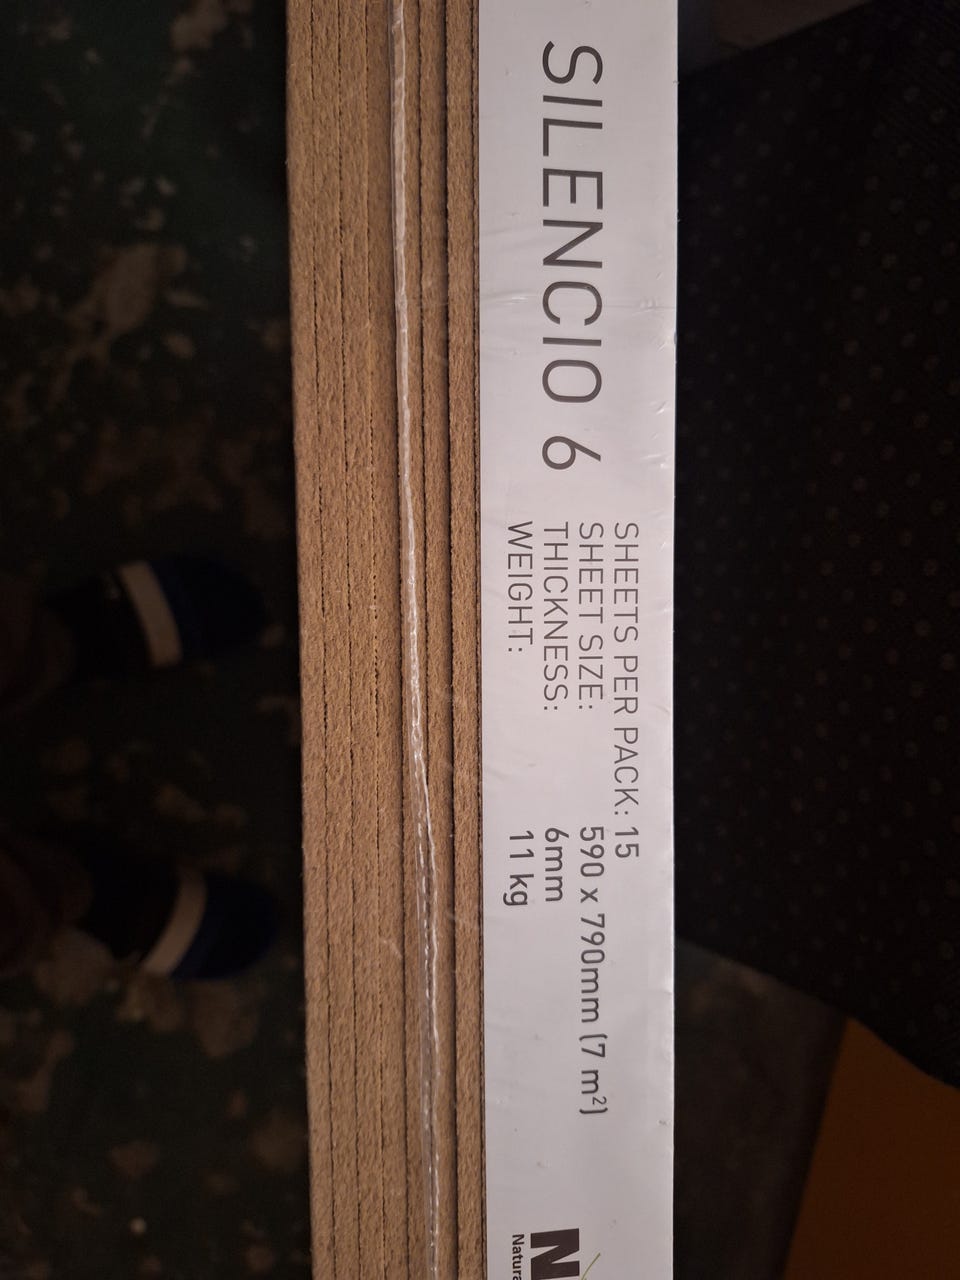 SILENCIO 6
SHEETS PER PACK: 15
SHEET SIZE: 590 x 790mm (7 m²)
THICKNESS: 6mm
WEIGHT: 11 kg